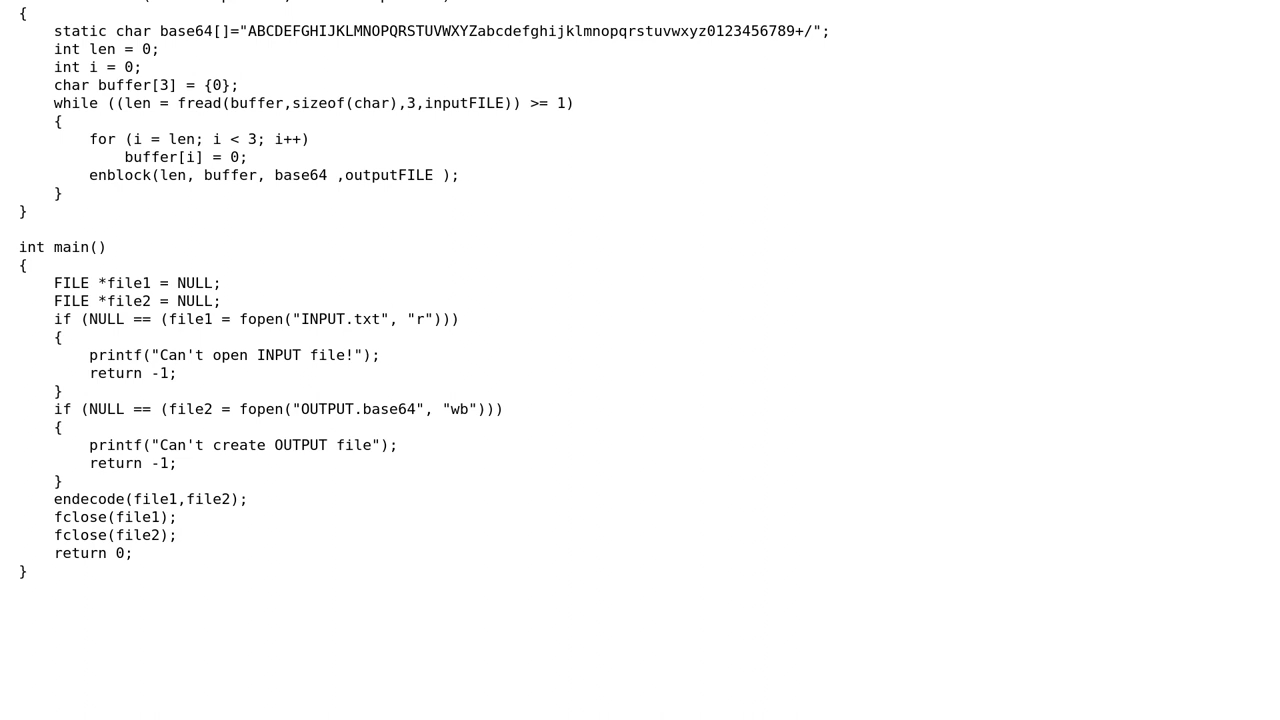 {
    static char base64[]="ABCDEFGHIJKLMNOPQRSTUVWXYZabcdefghijklmnopqrstuvwxyz0123456789+/";
    int len = 0;
    int i = 0;
    char buffer[3] = {0};
    while ((len = fread(buffer,sizeof(char),3,inputFILE)) >= 1)
    {
        for (i = len; i < 3; i++)
            buffer[i] = 0;
        enblock(len, buffer, base64 ,outputFILE );
    }
}

int main()
{
    FILE *file1 = NULL;
    FILE *file2 = NULL;
    if (NULL == (file1 = fopen("INPUT.txt", "r")))
    {
        printf("Can't open INPUT file!");
        return -1;
    }
    if (NULL == (file2 = fopen("OUTPUT.base64", "wb")))
    {
        printf("Can't create OUTPUT file");
        return -1;
    }
    endecode(file1,file2);
    fclose(file1);
    fclose(file2);
    return 0;
}